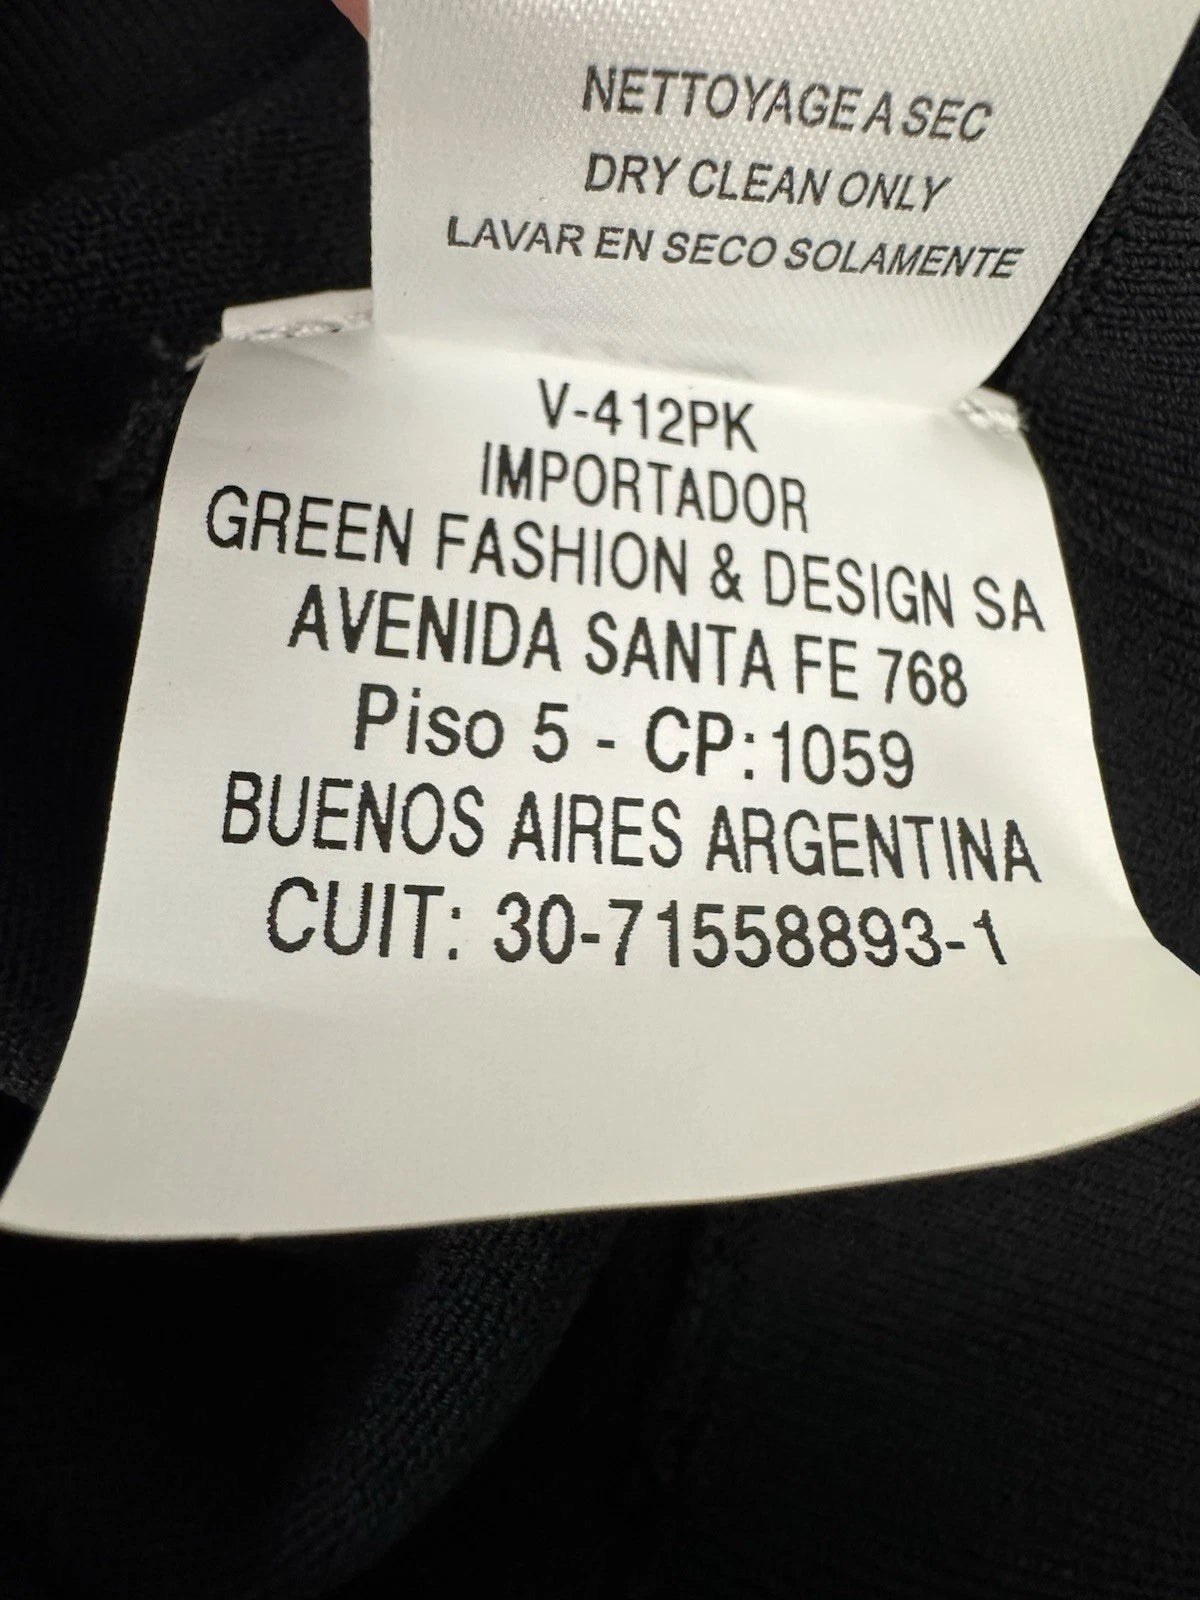 NETTOYAGE A SEC
DRY CLEAN ONLY
LAVAR EN SECO SOLAMENTE
V-412PK
IMPORTADOR
GREEN FASHION & DESIGN SA
AVENIDA SANTA FE 768
Piso 5 - CP:1059
BUENOS AIRES ARGENTINA
CUIT: 30-71558893-1